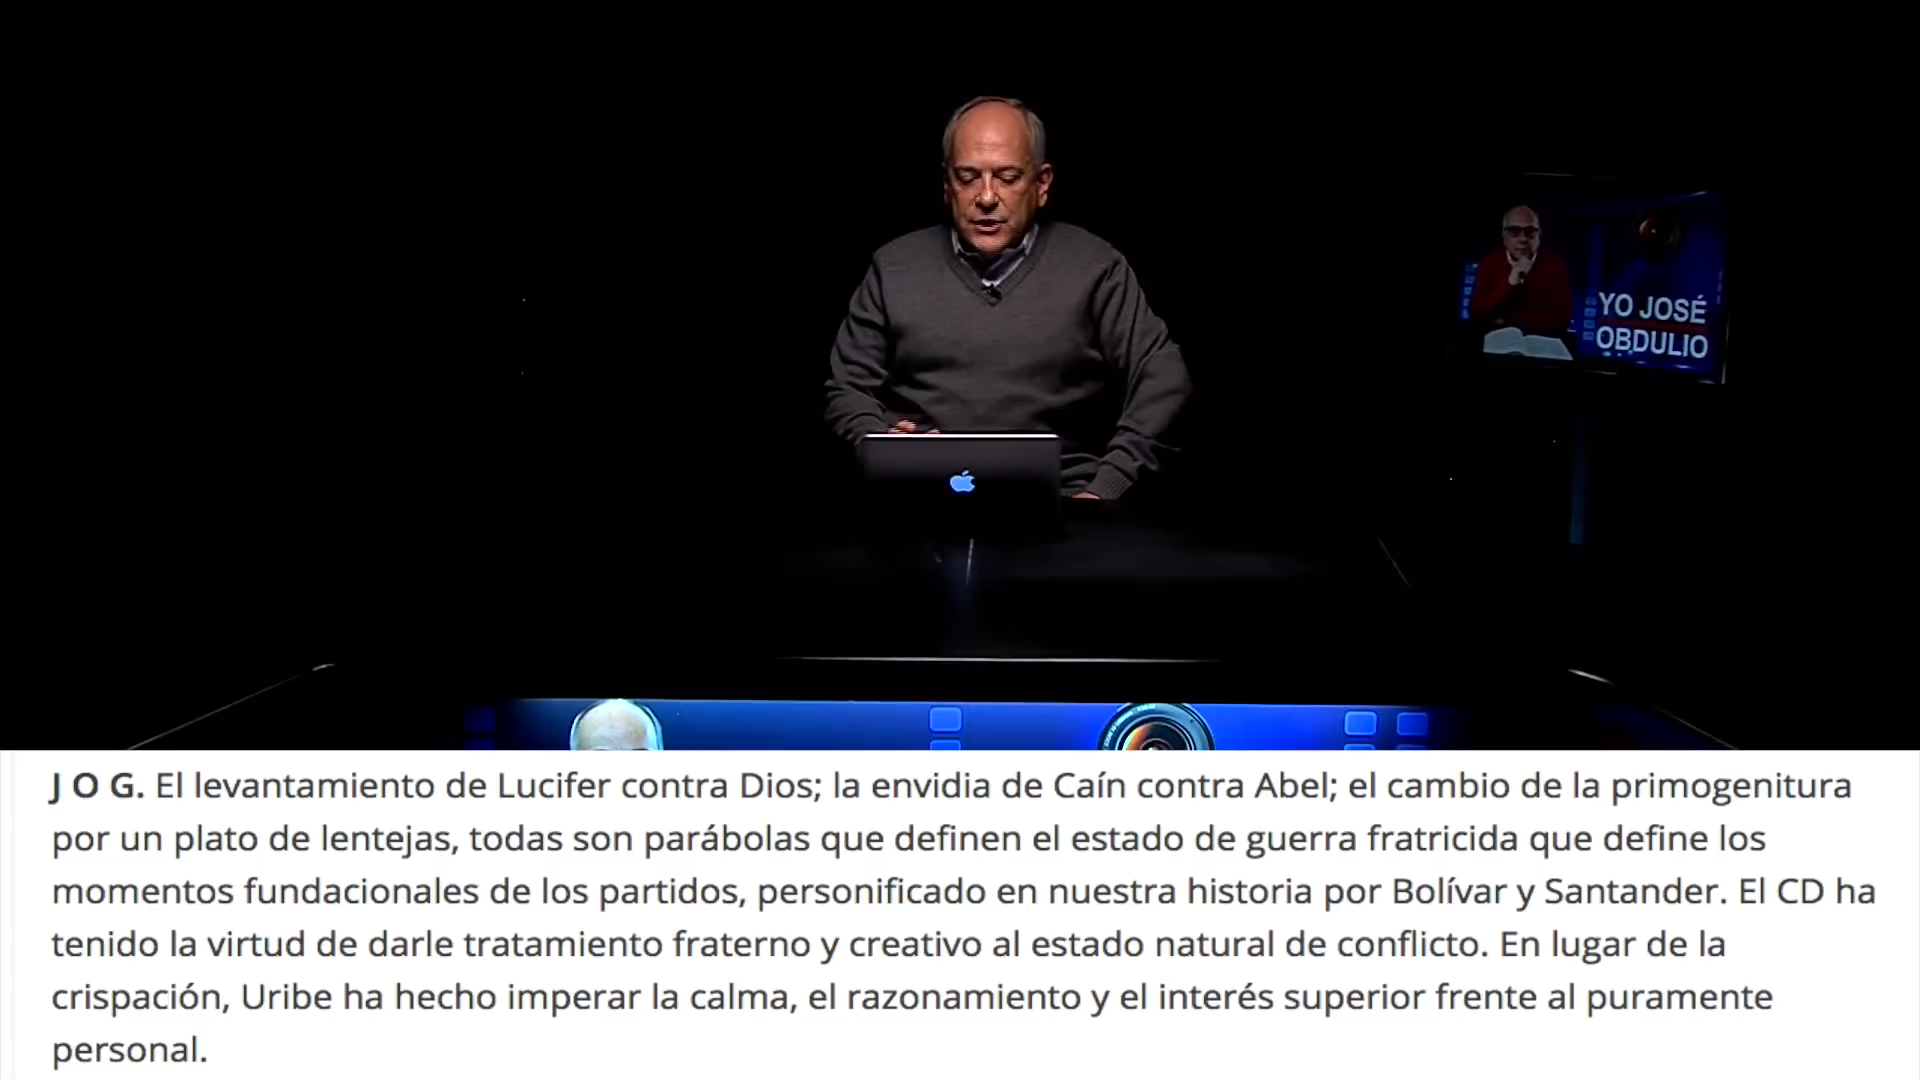 YO JOSÉ
OBDULIO
J O G. El levantamiento de Lucifer contra Dios; la envidia de Caín contra Abel; el cambio de la primogenitura
por un plato de lentejas, todas son parábolas que definen el estado de guerra fratricida que define los
momentos fundacionales de los partidos, personificado en nuestra historia por Bolívar y Santander. El CD ha
tenido la virtud de darle tratamiento fraterno y creativo al estado natural de conflicto. En lugar de la
crispación, Uribe ha hecho imperar la calma, el razonamiento y el interés superior frente al puramente
personal.